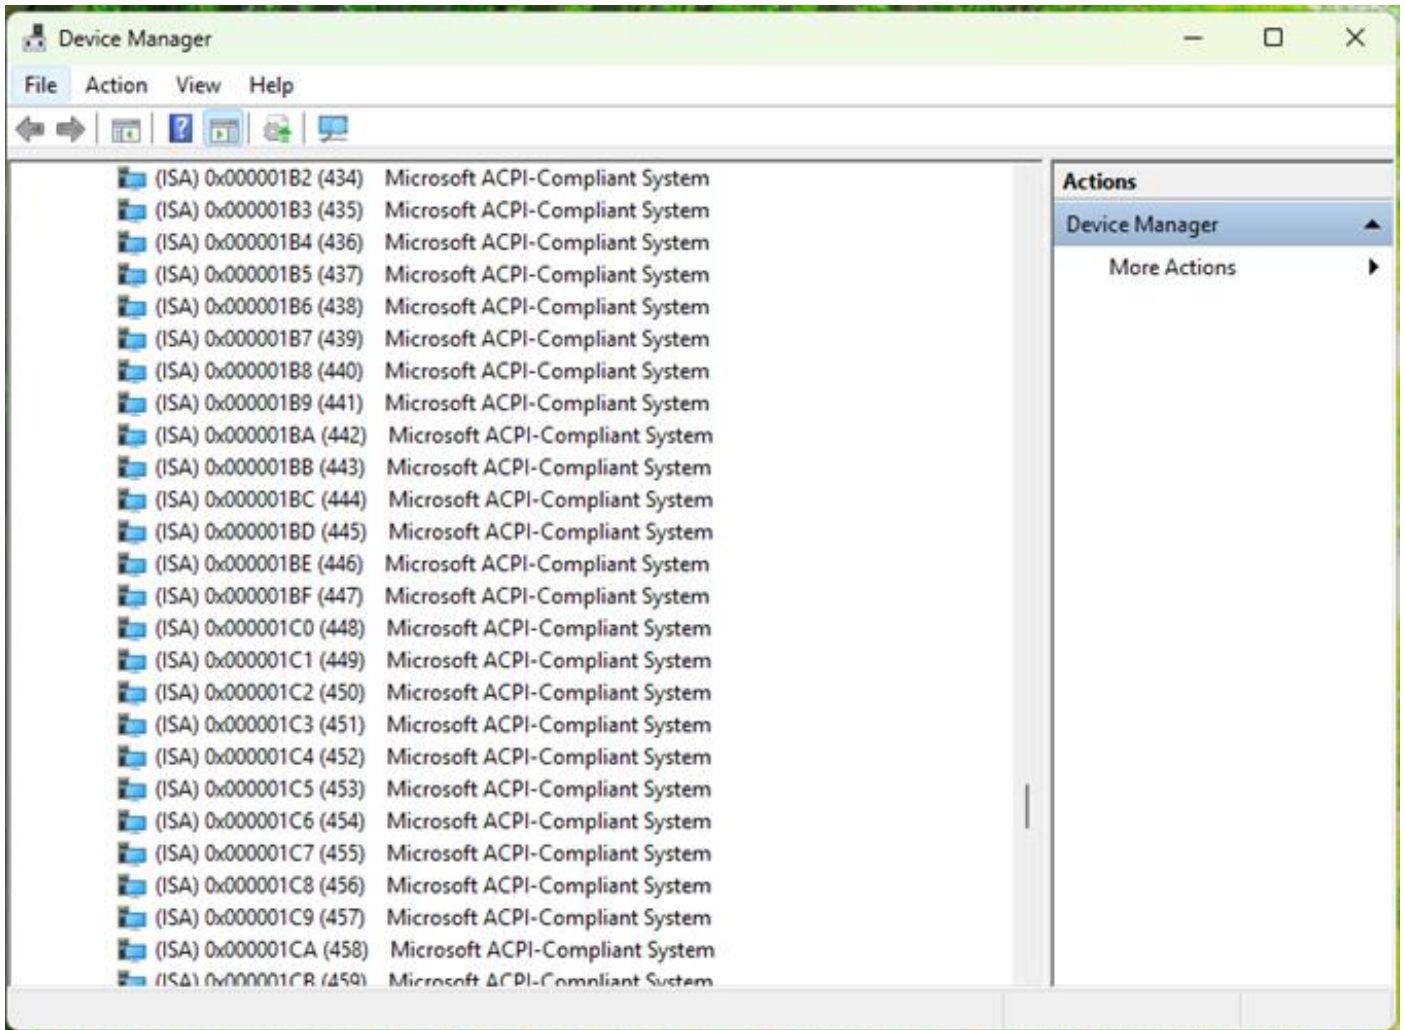 Device Manager
File Action View Help
(ISA) 0x000001B2 (434) Microsoft ACPI-Compliant System
(ISA) 0x000001B3 (435) Microsoft ACPI-Compliant System
(ISA) 0x000001B4 (436) Microsoft ACPI-Compliant System
(ISA) 0x000001B5 (437) Microsoft ACPI-Compliant System
(ISA) 0x000001B6 (438) Microsoft ACPI-Compliant System
(ISA) 0x000001B7 (439) Microsoft ACPI-Compliant System
(ISA) 0x000001B8 (440) Microsoft ACPI-Compliant System
(ISA) 0x000001B9 (441) Microsoft ACPI-Compliant System
(ISA) 0x000001BA (442) Microsoft ACPI-Compliant System
(ISA) 0x000001BB (443) Microsoft ACPI-Compliant System
(ISA) 0x000001BC (444) Microsoft ACPI-Compliant System
(ISA) 0x000001BD (445) Microsoft ACPI-Compliant System
(ISA) 0x000001BE (446) Microsoft ACPI-Compliant System
(ISA) 0x000001BF (447) Microsoft ACPI-Compliant System
(ISA) 0x000001C0 (448) Microsoft ACPI-Compliant System
(ISA) 0x000001C1 (449) Microsoft ACPI-Compliant System
(ISA) 0x000001C2 (450) Microsoft ACPI-Compliant System
(ISA) 0x000001C3 (451) Microsoft ACPI-Compliant System
(ISA) 0x000001C4 (452) Microsoft ACPI-Compliant System
(ISA) 0x000001C5 (453) Microsoft ACPI-Compliant System
(ISA) 0x000001C6 (454) Microsoft ACPI-Compliant System
(ISA) 0x000001C7 (455) Microsoft ACPI-Compliant System
(ISA) 0x000001C8 (456) Microsoft ACPI-Compliant System
(ISA) 0x000001C9 (457) Microsoft ACPI-Compliant System
(ISA) 0x000001CA (458) Microsoft ACPI-Compliant System
(ISA) 0x000001CB (459) Microsoft ACPI-Compliant System
Actions
Device Manager
More Actions